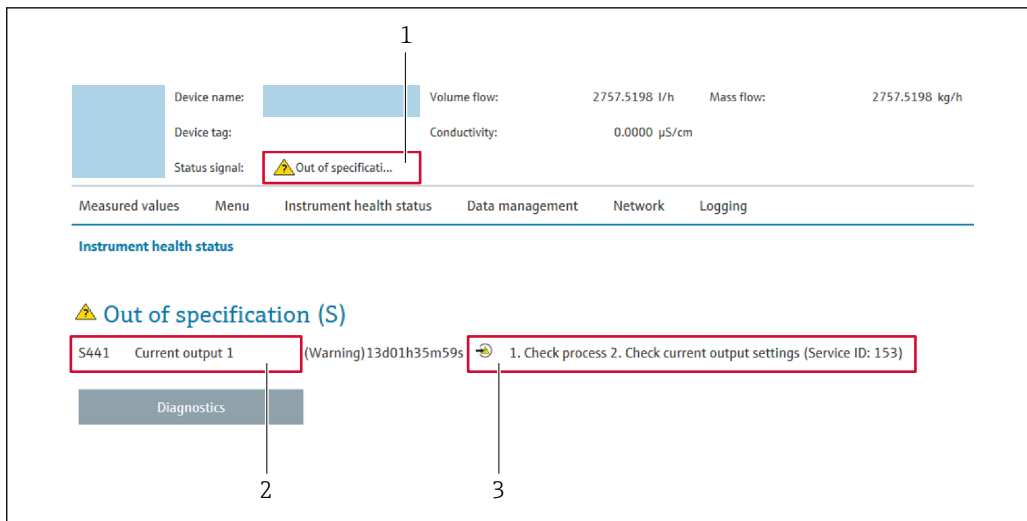 1
Device name: Volume flow: 2757.5198 l/h Mass flow: 2757.5198 kg/h
Device tag: Conductivity: 0.0000 µS/cm
Status signal: Out of specificati...
Measured values Menu Instrument health status Data management Network Logging
Instrument health status
Out of specification (S)
S441 Current output 1 (Warning)13d01h35m59s 1. Check process 2. Check current output settings (Service ID: 153)
Diagnostics
2 3